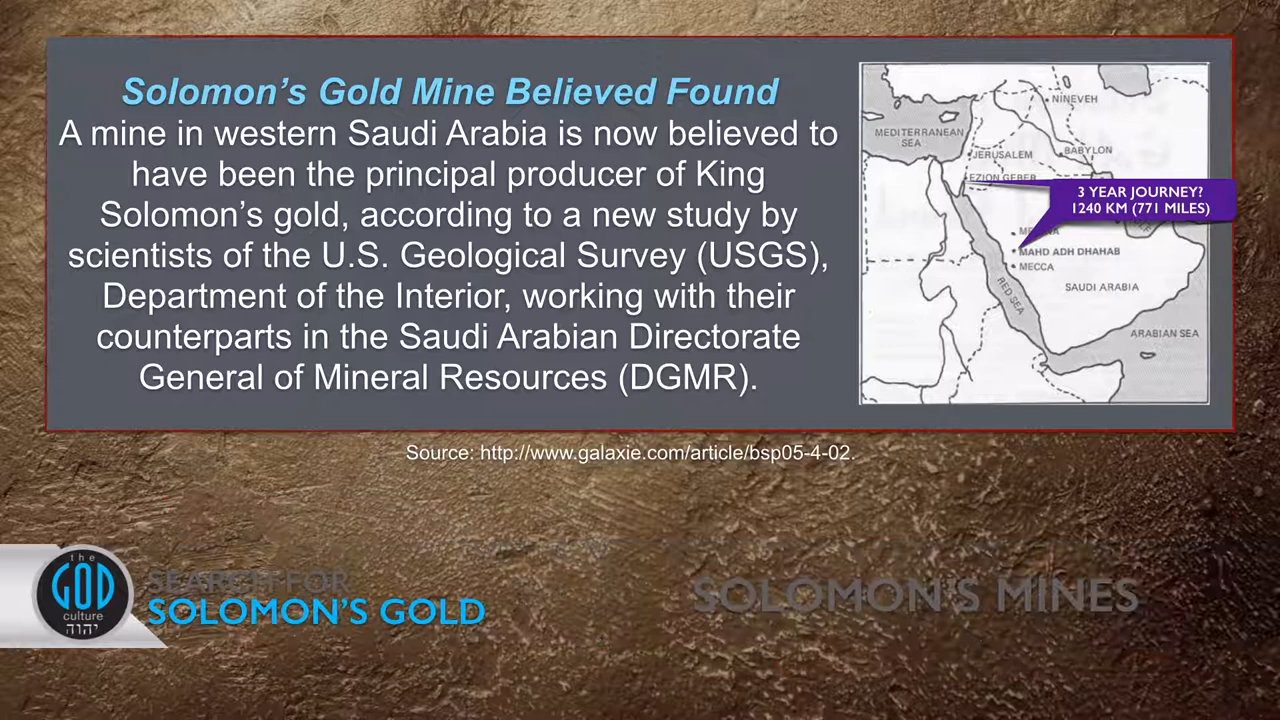 Solomon’s Gold Mine Believed Found
A mine in western Saudi Arabia is now believed to
have been the principal producer of King
Solomon’s gold, according to a new study by
scientists of the U.S. Geological Survey (USGS),
Department of the Interior, working with their
counterparts in the Saudi Arabian Directorate
General of Mineral Resources (DGMR).
NINEVEH
MEDITERRANEAN
SEA
JERUSALEM
BABYLON
EZION GEBER
3 YEAR JOURNEY?
1240 KM (771 MILES)
MAHD ADH DHAHAB
MECCA
SAUDI ARABIA
RED SEA
ARABIAN SEA
Source: http://www.galaxie.com/article/bsp05-4-02.
the
GOD
culture
יהוה
SEARCH FOR
SOLOMON’S GOLD
SOLOMON’S MINES